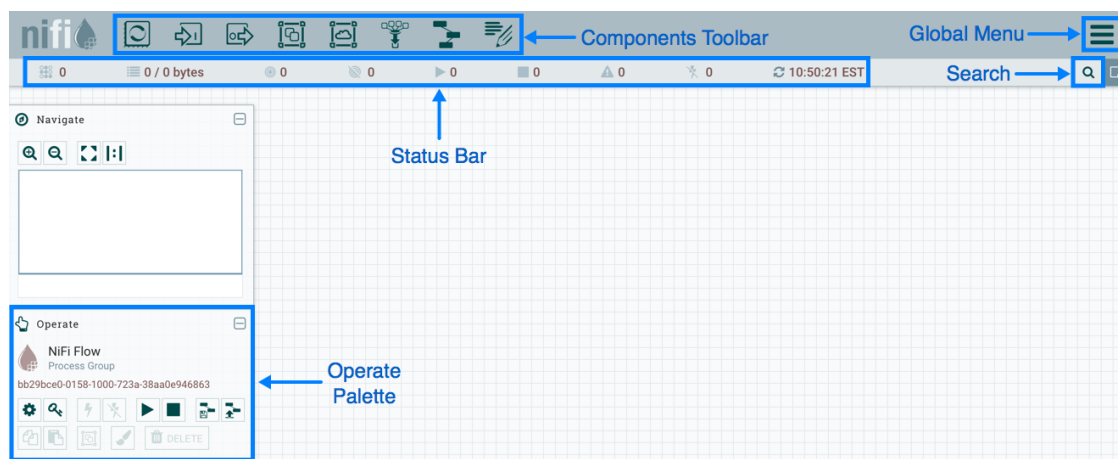 nifi
Components Toolbar
Global Menu
0 0 / 0 bytes 0 0 0 0 0 0 10:50:21 EST
Search
Status Bar
Navigate
Operate
NiFi Flow
Process Group
bb29bce0-0158-1000-723a-38aa0e946863
DELETE
Operate
Palette